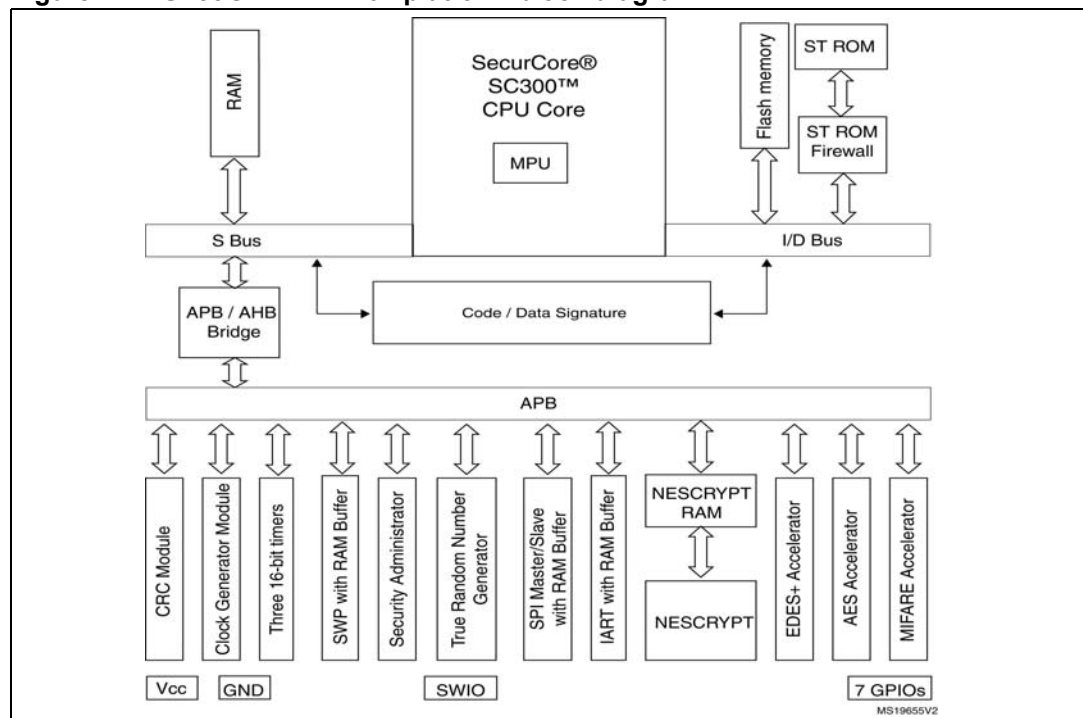 RAM
SecurCore®
SC300™
CPU Core
MPU
Flash memory
ST ROM
ST ROM
Firewall
S Bus
I/D Bus
APB / AHB
Bridge
Code / Data Signature
APB
CRC Module
Clock Generator Module
Three 16-bit timers
SWP with RAM Buffer
Security Administrator
True Random Number
Generator
SPI Master/Slave
with RAM Buffer
IART with RAM Buffer
NESCRYPT
RAM
NESCRYPT
EDES+ Accelerator
AES Accelerator
MIFARE Accelerator
Vcc
GND
SWIO
7 GPIOs
MS19655V2